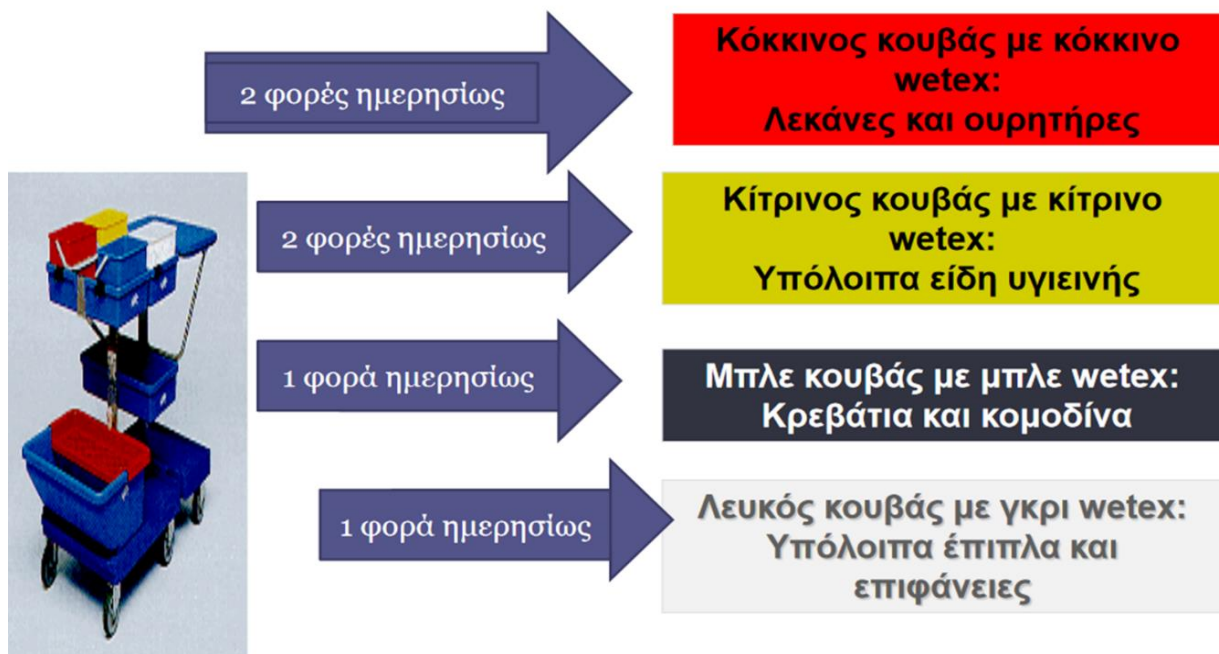 2 φορές ημερησίως
Κόκκινος κουβάς με κόκκινο
wetex:
Λεκάνες και ουρητήρες
2 φορές ημερησίως
Κίτρινος κουβάς με κίτρινο
wetex:
Υπόλοιπα είδη υγιεινής
1 φορά ημερησίως
Μπλε κουβάς με μπλε wetex:
Κρεβάτια και κομοδίνα
1 φορά ημερησίως
Λευκός κουβάς με γκρι wetex:
Υπόλοιπα έπιπλα και
επιφάνειες